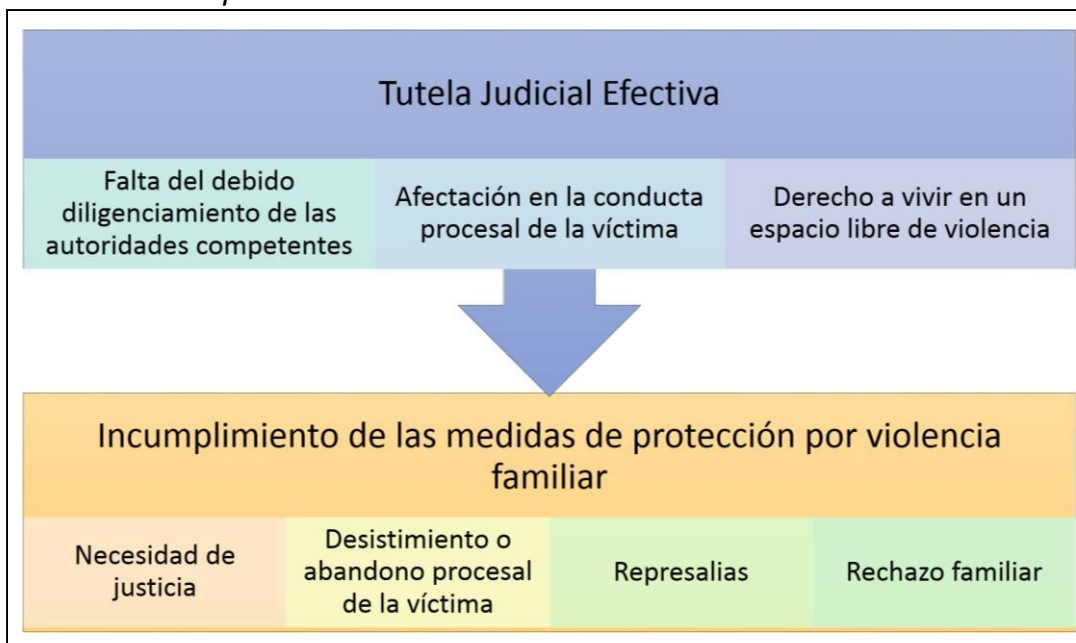 Tutela Judicial Efectiva
Falta del debido
diligenciamiento de las
autoridades competentes
Afectación en la conducta
procesal de la víctima
Derecho a vivir en un
espacio libre de violencia
Incumplimiento de las medidas de protección por violencia
familiar
Necesidad de
justicia
Desistimiento o
abandono procesal
de la víctima
Represalias
Rechazo familiar